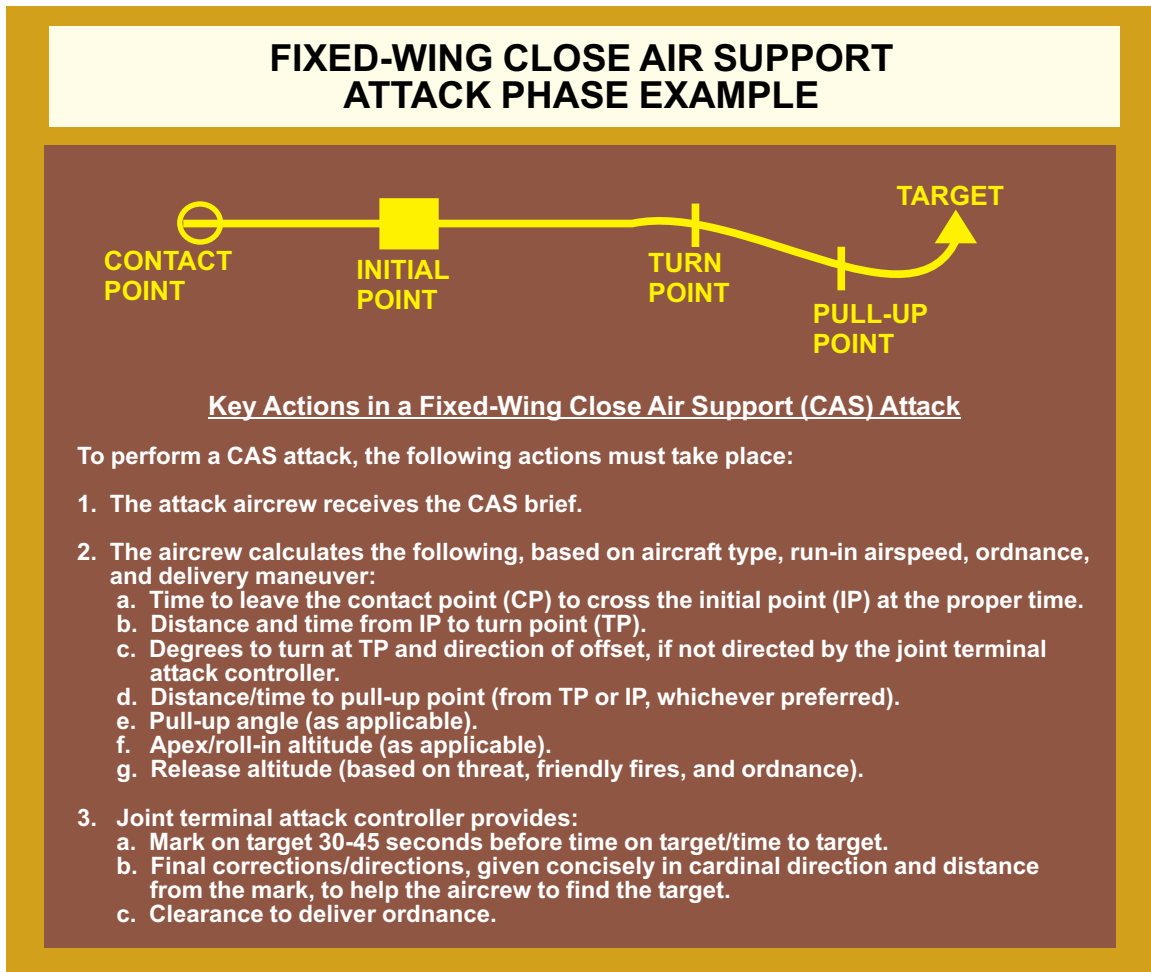 FIXED-WING CLOSE AIR SUPPORT
ATTACK PHASE EXAMPLE
TARGET
CONTACT
POINT
INITIAL
POINT
TURN
POINT
PULL-UP
POINT
Key Actions in a Fixed-Wing Close Air Support (CAS) Attack
To perform a CAS attack, the following actions must take place:
1. The attack aircrew receives the CAS brief.
2. The aircrew calculates the following, based on aircraft type, run-in airspeed, ordnance,
and delivery maneuver:
a. Time to leave the contact point (CP) to cross the initial point (IP) at the proper time.
b. Distance and time from IP to turn point (TP).
c. Degrees to turn at TP and direction of offset, if not directed by the joint terminal
attack controller.
d. Distance/time to pull-up point (from TP or IP, whichever preferred).
e. Pull-up angle (as applicable).
f. Apex/roll-in altitude (as applicable).
g. Release altitude (based on threat, friendly fires, and ordnance).
3. Joint terminal attack controller provides:
a. Mark on target 30-45 seconds before time on target/time to target.
b. Final corrections/directions, given concisely in cardinal direction and distance
from the mark, to help the aircrew to find the target.
c. Clearance to deliver ordnance.